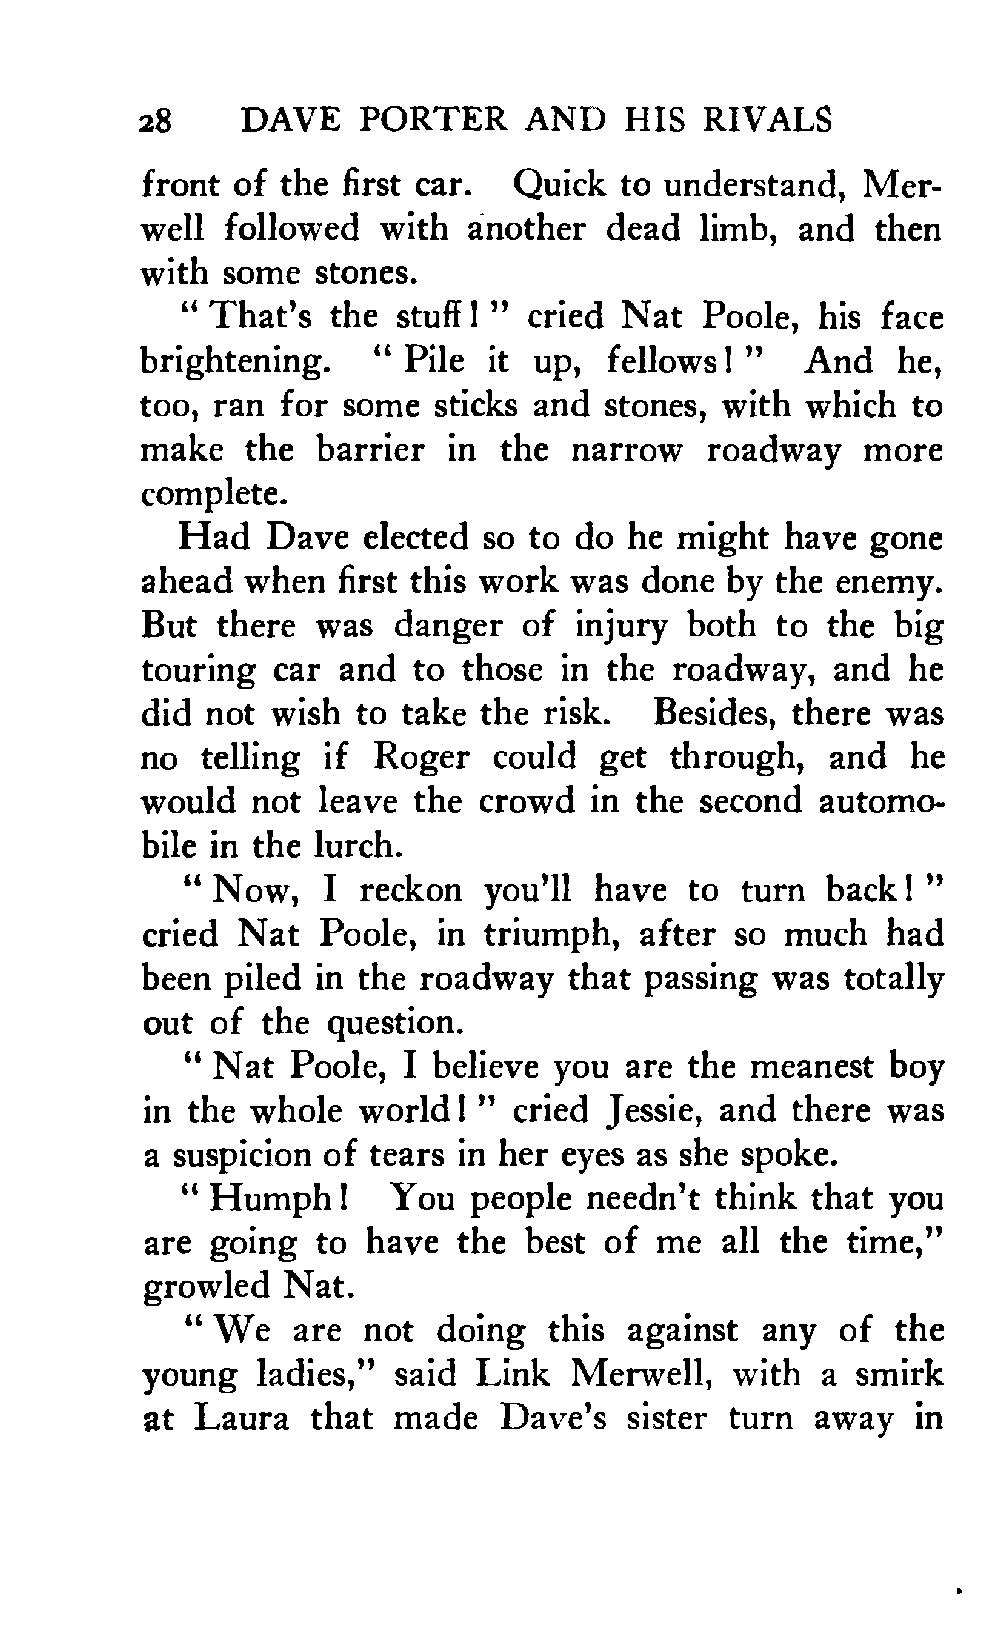 28 DAVE PORTER AND HIS RIVALS
front of the first car. Quick to understand, Mer-
well followed with another dead limb, and then
with some stones.
"That's the stuff!" cried Nat Poole, his face
brightening. "Pile it up, fellows!" And he,
too, ran for some sticks and stones, with which to
make the barrier in the narrow roadway more
complete.
Had Dave elected so to do he might have gone
ahead when first this work was done by the enemy.
But there was danger of injury both to the big
touring car and to those in the roadway, and he
did not wish to take the risk. Besides, there was
no telling if Roger could get through, and he
would not leave the crowd in the second automo-
bile in the lurch.
"Now, I reckon you'll have to turn back!"
cried Nat Poole, in triumph, after so much had
been piled in the roadway that passing was totally
out of the question.
"Nat Poole, I believe you are the meanest boy
in the whole world!" cried Jessie, and there was
a suspicion of tears in her eyes as she spoke.
"Humph! You people needn't think that you
are going to have the best of me all the time,"
growled Nat.
"We are not doing this against any of the
young ladies," said Link Merwell, with a smirk
at Laura that made Dave's sister turn away in